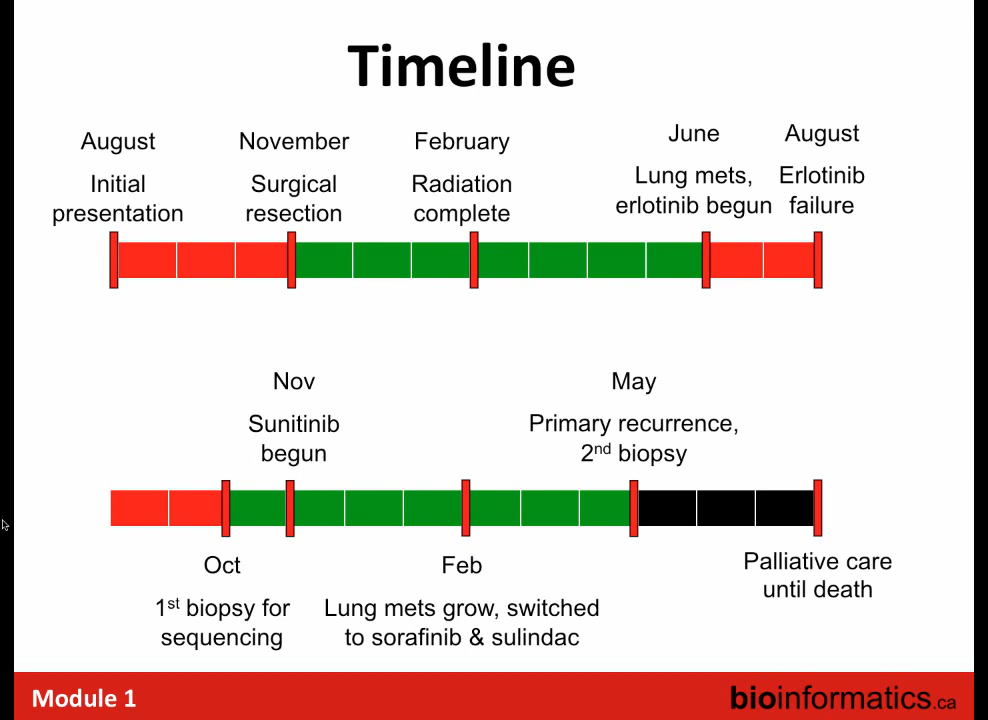 Timeline
August
Initial
presentation
November
Surgical
resection
February
Radiation
complete
June
Lung mets,
erlotinib begun
August
Erlotinib
failure
Nov
Sunitinib
begun
May
Primary recurrence,
2nd biopsy
Oct
1st biopsy for
sequencing
Feb
Lung mets grow, switched
to sorafinib & sulindac
Palliative care
until death
Module 1
bioinformatics.ca